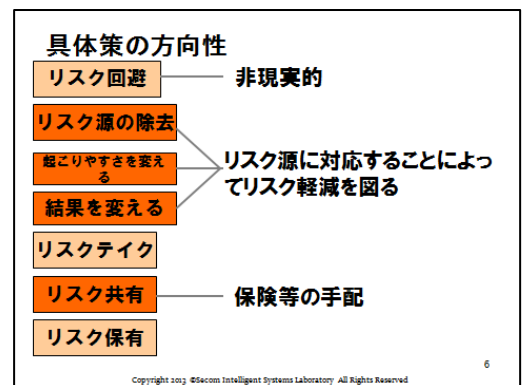 具体策の方向性
リスク回避
非現実的
リスク源の除去
起こりやすさを変え
る
結果を変える
リスク源に対応することによっ
てリスク軽減を図る
リスクテイク
リスク共有
保険等の手配
リスク保有
6
Copyright 2013 ©Secom Intelligent Systems Laboratory All Rights Reserved